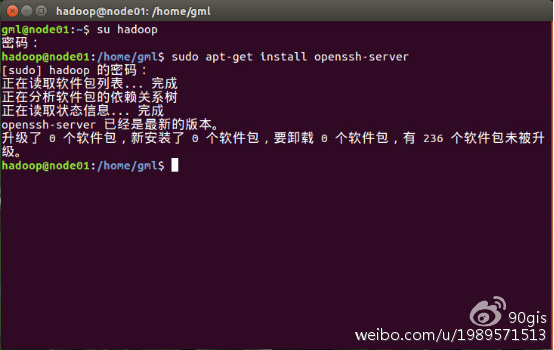 hadoop@node01: /home/gml
gml@node01:~$ su hadoop
密码：
hadoop@node01:/home/gml$ sudo apt-get install openssh-server
[sudo] hadoop 的密码：
正在读取软件包列表... 完成
正在分析软件包的依赖关系树
正在读取状态信息... 完成
openssh-server 已经是最新的版本。
升级了 0 个软件包，新安装了 0 个软件包，要卸载 0 个软件包，有 236 个软件包未被升
级。
hadoop@node01:/home/gml$
90gis
weibo.com/u/1989571513